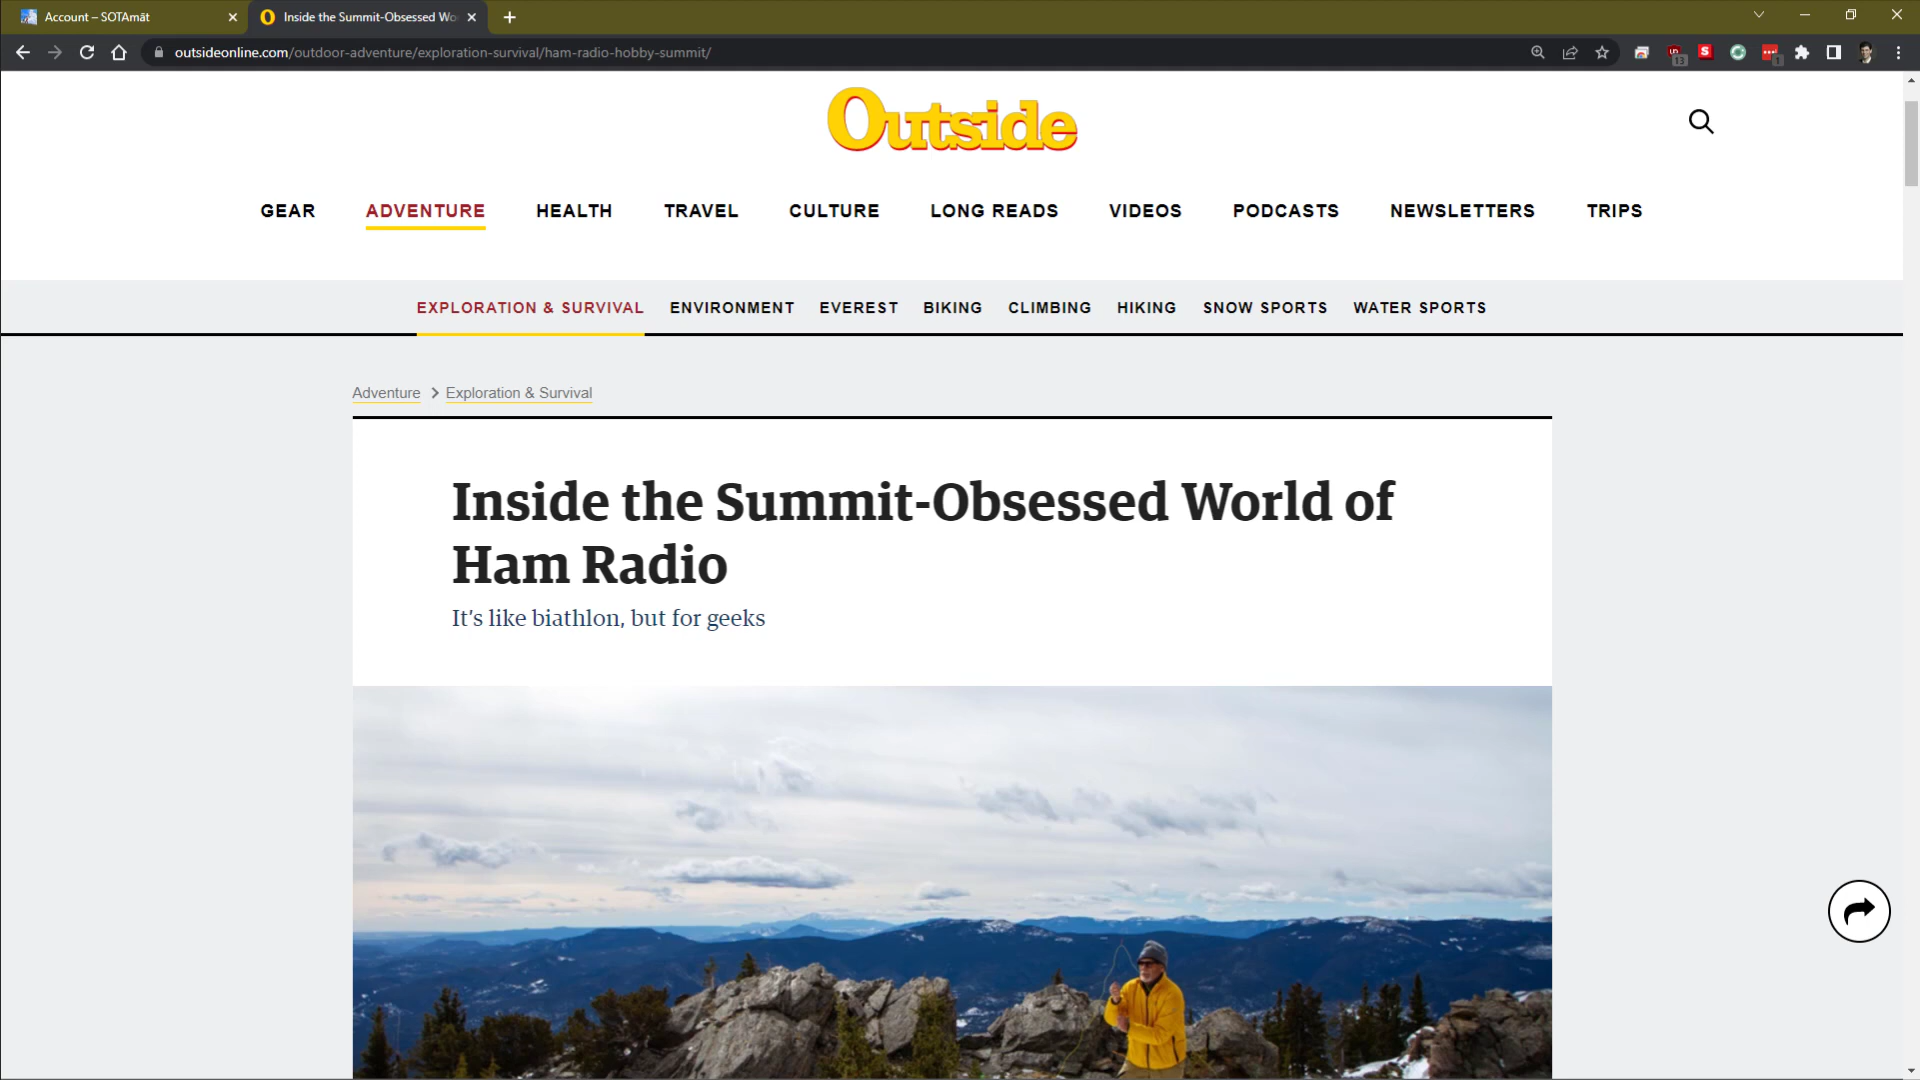 Account – SOTAmāt
Inside the Summit-Obsessed Wo
outsideonline.com/outdoor-adventure/exploration-survival/ham-radio-hobby-summit/
13
S
1
Outside
GEAR ADVENTURE HEALTH TRAVEL CULTURE LONG READS VIDEOS PODCASTS NEWSLETTERS TRIPS
EXPLORATION & SURVIVAL ENVIRONMENT EVEREST BIKING CLIMBING HIKING SNOW SPORTS WATER SPORTS
Adventure > Exploration & Survival
Inside the Summit-Obsessed World of
Ham Radio
It’s like biathlon, but for geeks